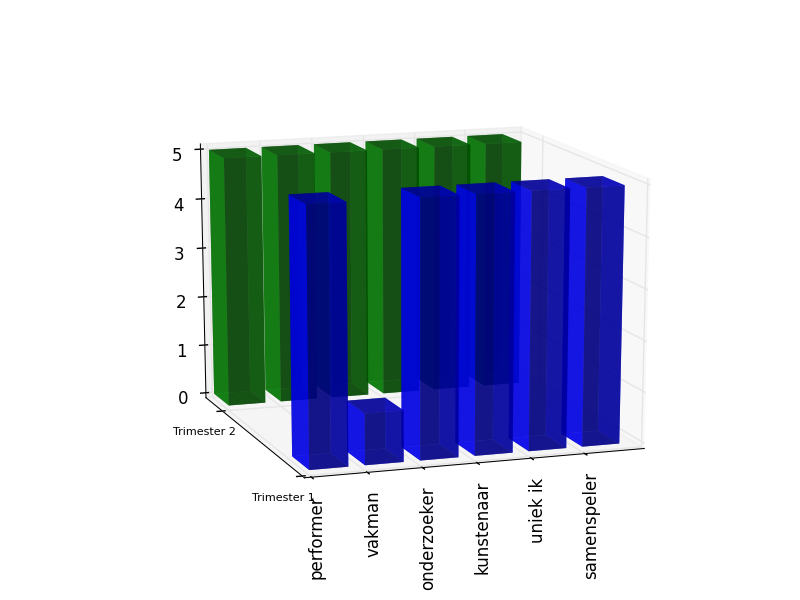 5
4
3
2
1
0
Trimester 2
Trimester 1
performer
vakman
onderzoeker
kunstenaar
uniek ik
samenspeler